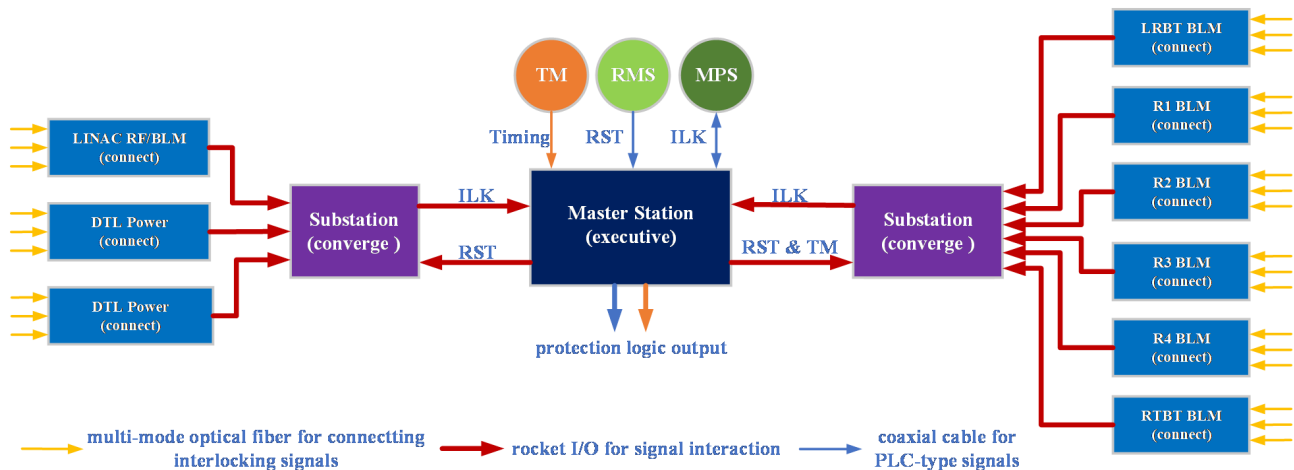 TM
RMS
MPS
Timing
RST
ILK
LINAC RF/BLM
(connect)
DTL Power
(connect)
DTL Power
(connect)
Substation
(converge )
ILK
RST
Master Station
(executive)
ILK
RST & TM
Substation
(converge )
protection logic output
LRBT BLM
(connect)
R1 BLM
(connect)
R2 BLM
(connect)
R3 BLM
(connect)
R4 BLM
(connect)
RTBT BLM
(connect)
multi-mode optical fiber for connectting
interlocking signals
rocket I/O for signal interaction
coaxial cable for
PLC-type signals